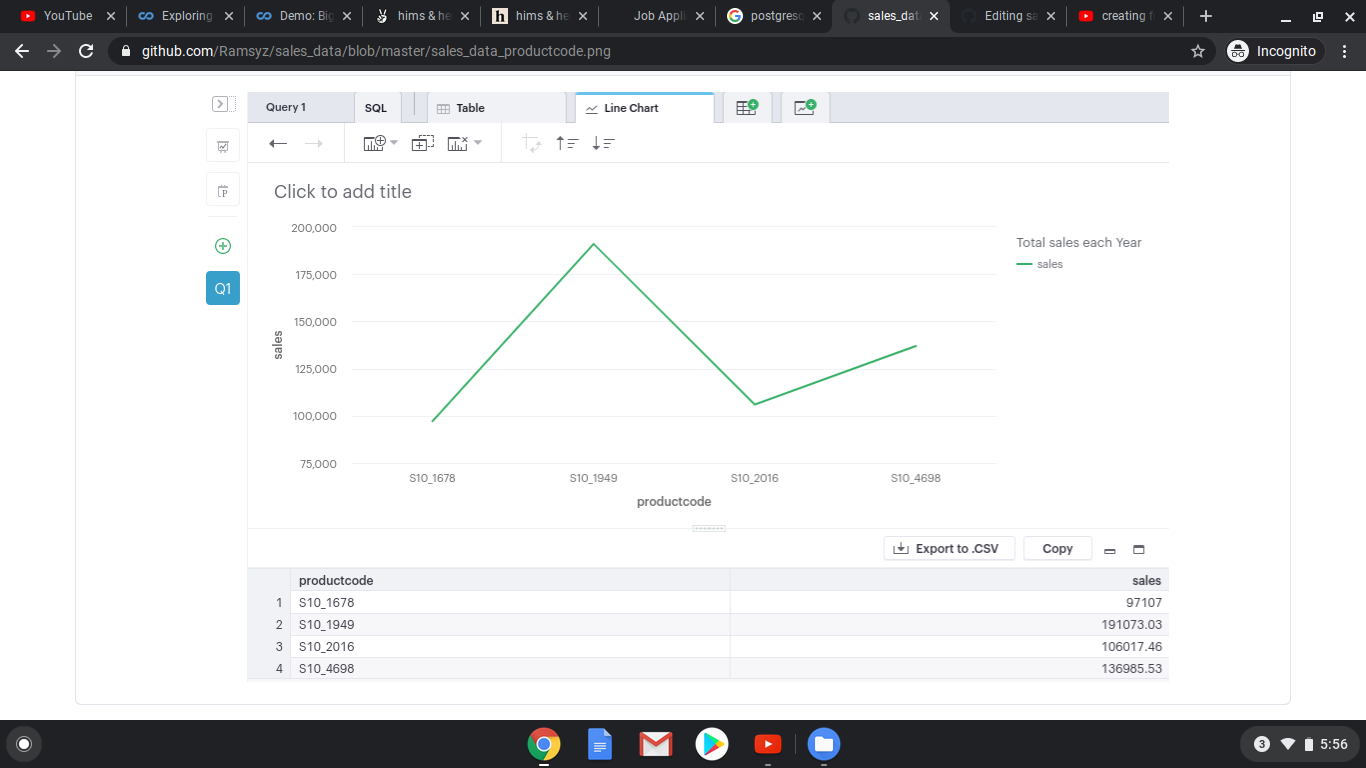 YouTube
Exploring
Demo: Big
hims & he
hims & he
Job Appli
postgresq
sales_dat
Editing sa
creating f
github.com/Ramsyz/sales_data/blob/master/sales_data_productcode.png
Incognito
Query 1
SQL
Table
Line Chart
P
Q1
Click to add title
200,000
175,000
150,000
125,000
100,000
75,000
sales
S10_1678
S10_1949
S10_2016
S10_4698
productcode
Total sales each Year
sales
Export to .CSV
Copy
productcode sales
1 S10_1678 97107
2 S10_1949 191073.03
3 S10_2016 106017.46
4 S10_4698 136985.53
3 5:56